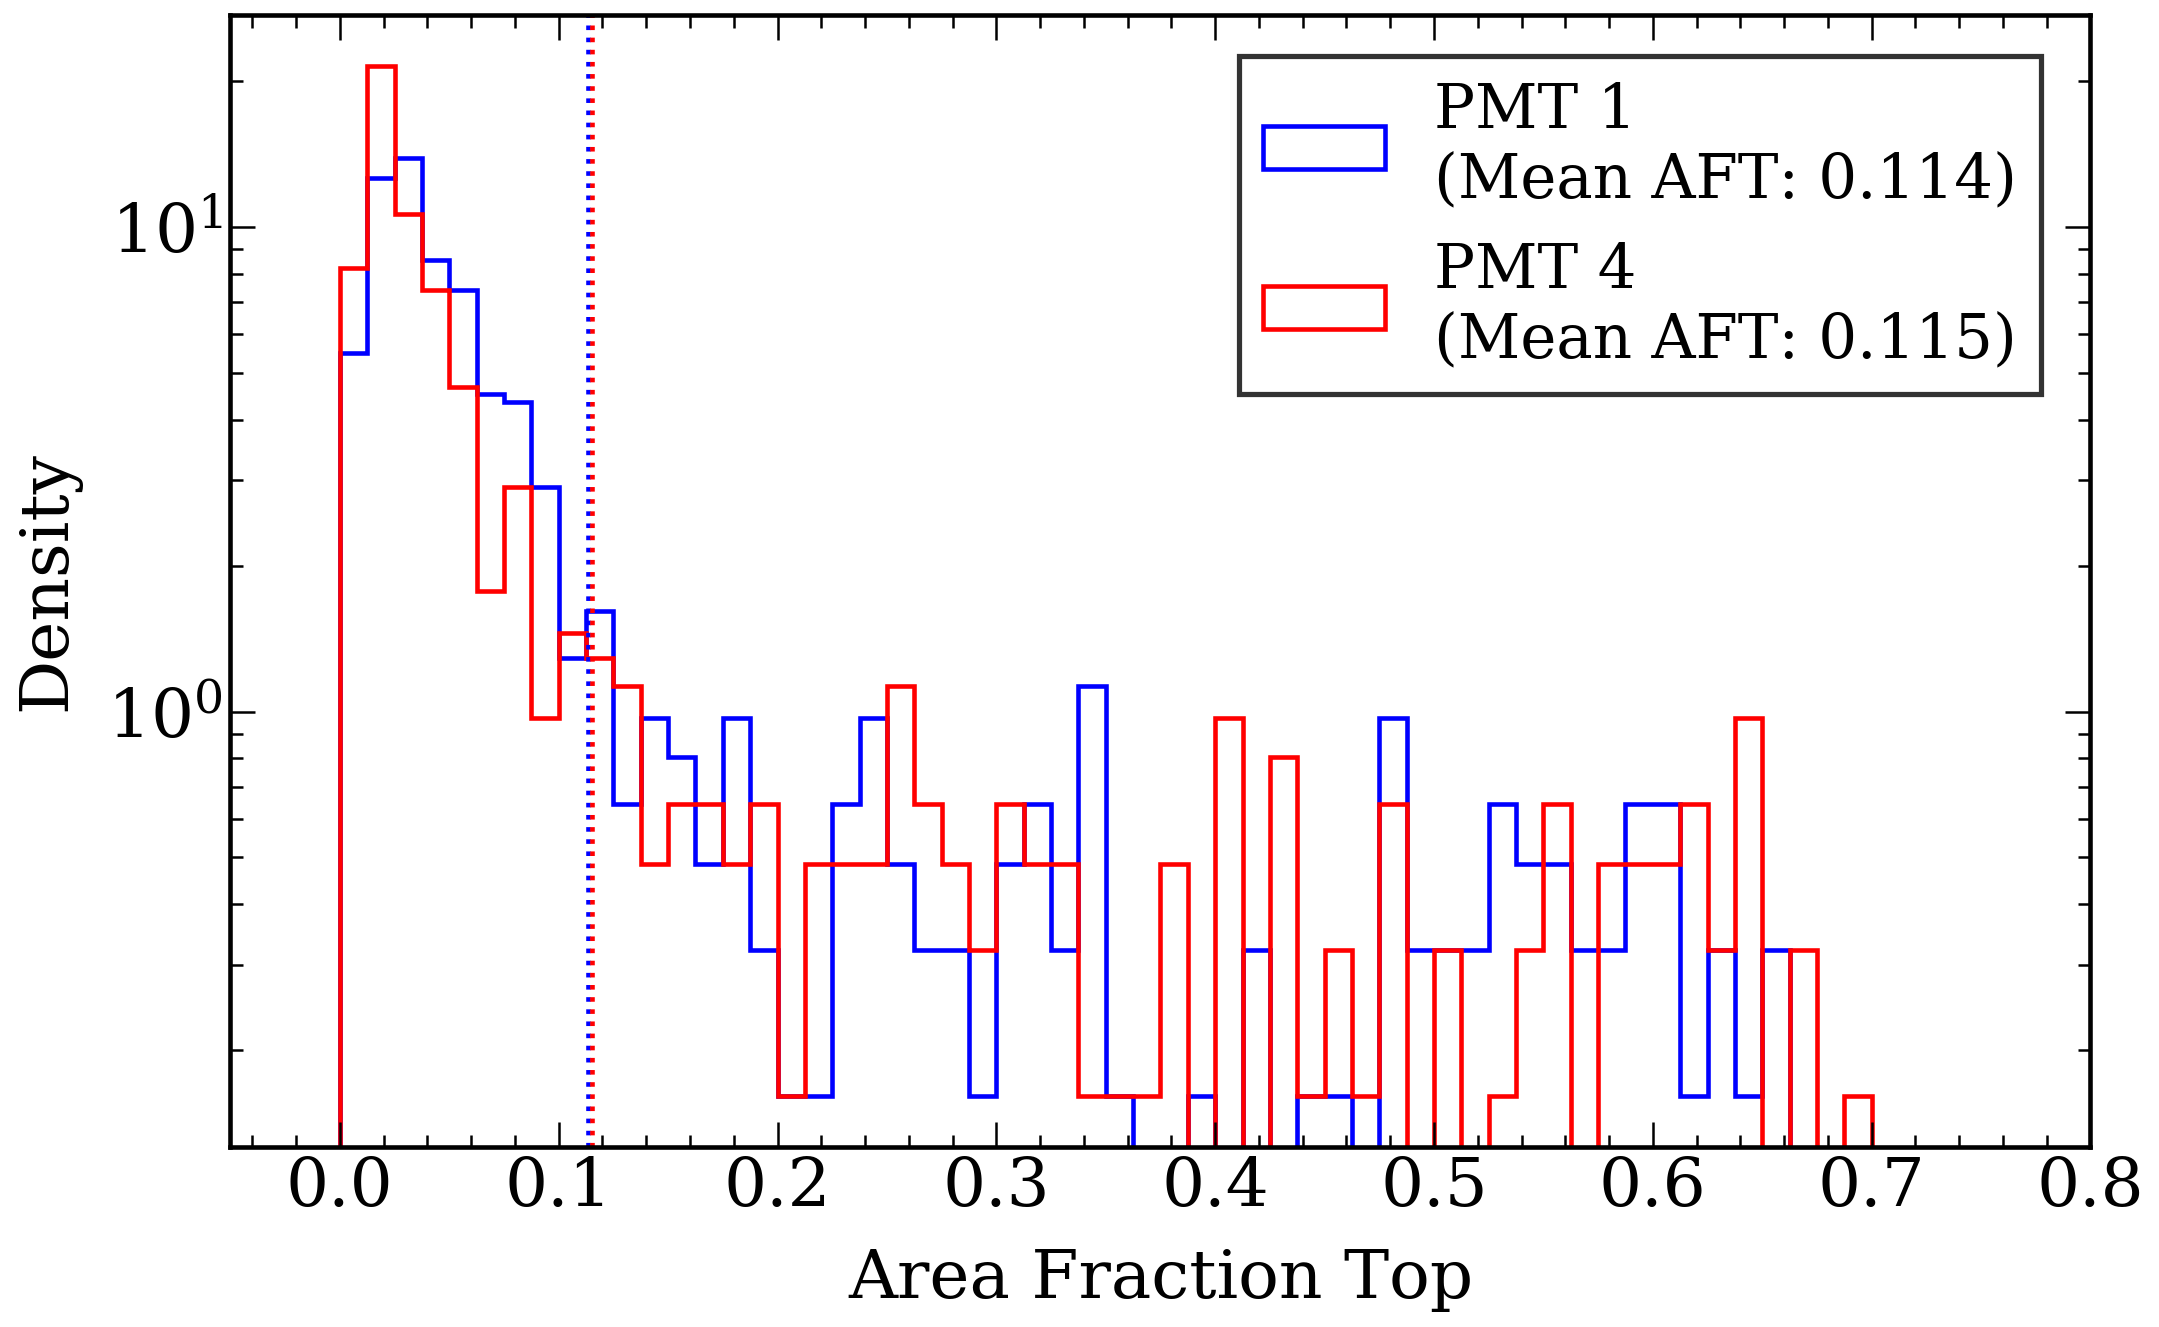 PMT 1
(Mean AFT: 0.114)
PMT 4
(Mean AFT: 0.115)
10¹
10⁰
Density
0.0 0.1 0.2 0.3 0.4 0.5 0.6 0.7 0.8
Area Fraction Top